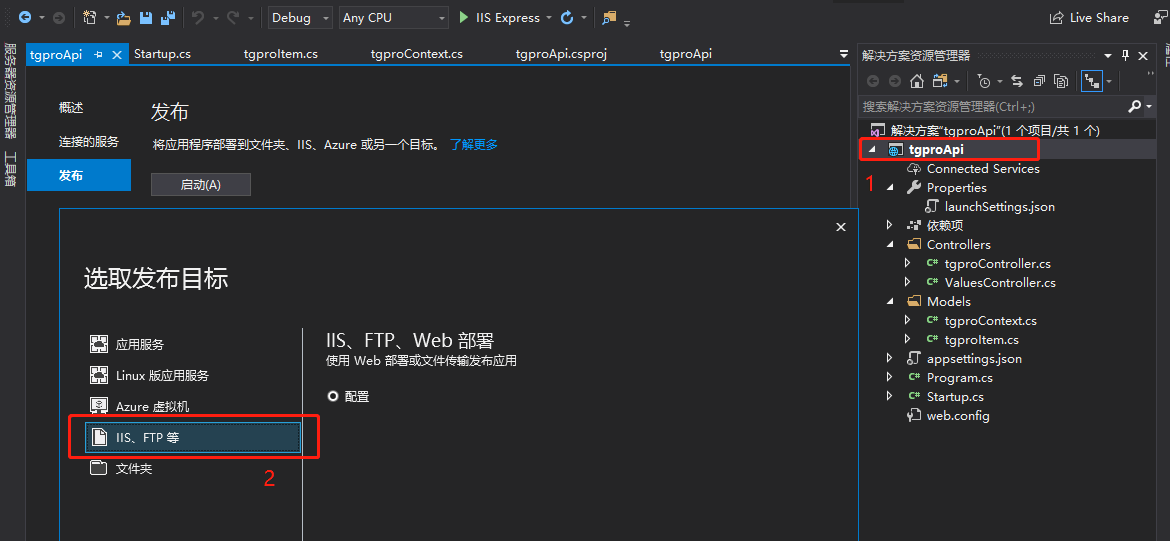 Debug
Any CPU
IIS Express
Live Share
服务器资源管理器
工具箱
tgproApi
Startup.cs
tgproItem.cs
tgproContext.cs
tgproApi.csproj
tgproApi
概述
连接的服务
发布
发布
将应用程序部署到文件夹、IIS、Azure 或另一个目标。 了解更多
启动(A)
选取发布目标
应用服务
Linux 版应用服务
Azure 虚拟机
IIS、FTP 等
文件夹
2
IIS、FTP、Web 部署
使用 Web 部署或文件传输发布应用
配置
解决方案资源管理器
搜索解决方案资源管理器(Ctrl+;)
解决方案"tgproApi"(1 个项目/共 1 个)
tgproApi
1
Connected Services
Properties
launchSettings.json
依赖项
Controllers
C# tgproController.cs
C# ValuesController.cs
Models
C# tgproContext.cs
C# tgproItem.cs
appsettings.json
C# Program.cs
C# Startup.cs
web.config